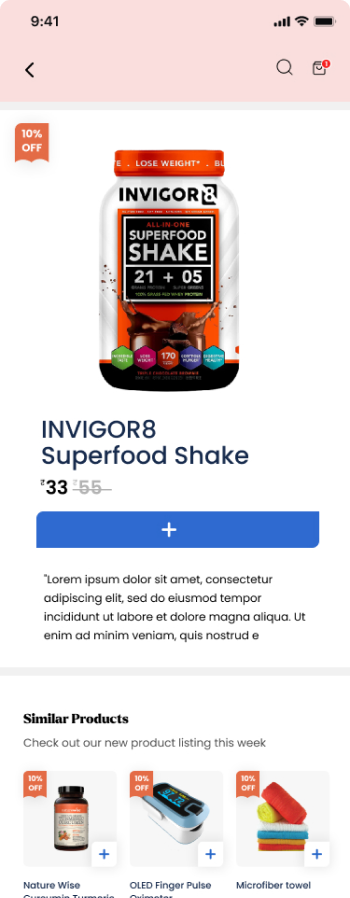 9:41
1
10%
OFF
LOSE WEIGHT*
INVIGOR8
ALL-IN-ONE
SUPERFOOD
SHAKE
21 + 05
170
INVIGOR8
Superfood Shake
₹33 ₹55
+
"Lorem ipsum dolor sit amet, consectetur
adipiscing elit, sed do eiusmod tempor
incididunt ut labore et dolore magna aliqua. Ut
enim ad minim veniam, quis nostrud e
Similar Products
Check out our new product listing this week
10%
OFF
10%
OFF
10%
OFF
+ + +
Nature Wise OLED Finger Pulse Microfiber towel
Curcumin Turmeric Oximeter